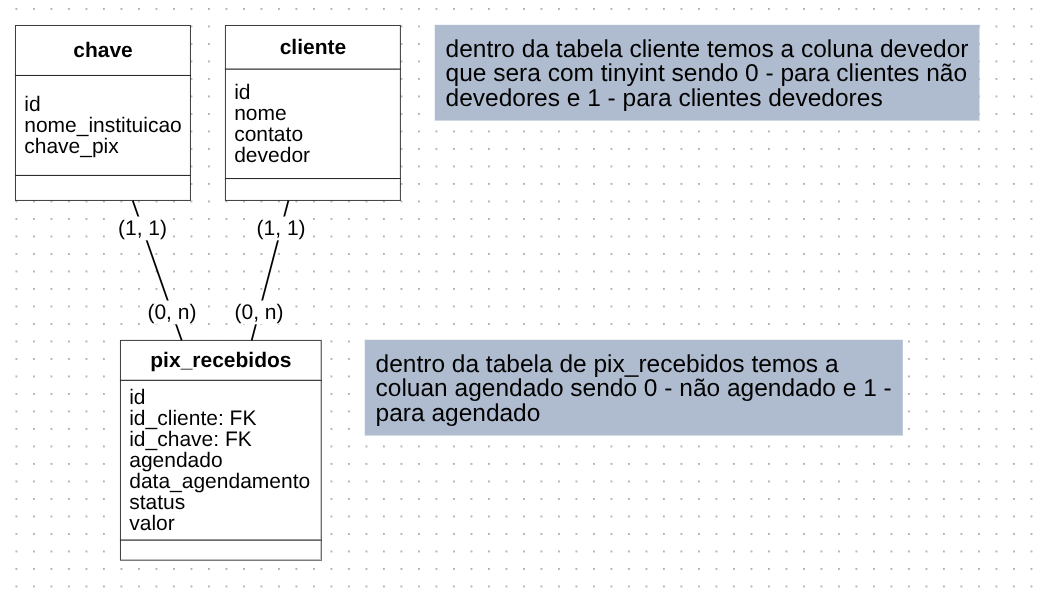 chave
id
nome_instituicao
chave_pix
cliente
id
nome
contato
devedor
dentro da tabela cliente temos a coluna devedor
que sera com tinyint sendo 0 - para clientes não
devedores e 1 - para clientes devedores
(1, 1)
(1, 1)
(0, n)
(0, n)
pix_recebidos
id
id_cliente: FK
id_chave: FK
agendado
data_agendamento
status
valor
dentro da tabela de pix_recebidos temos a
coluan agendado sendo 0 - não agendado e 1 -
para agendado